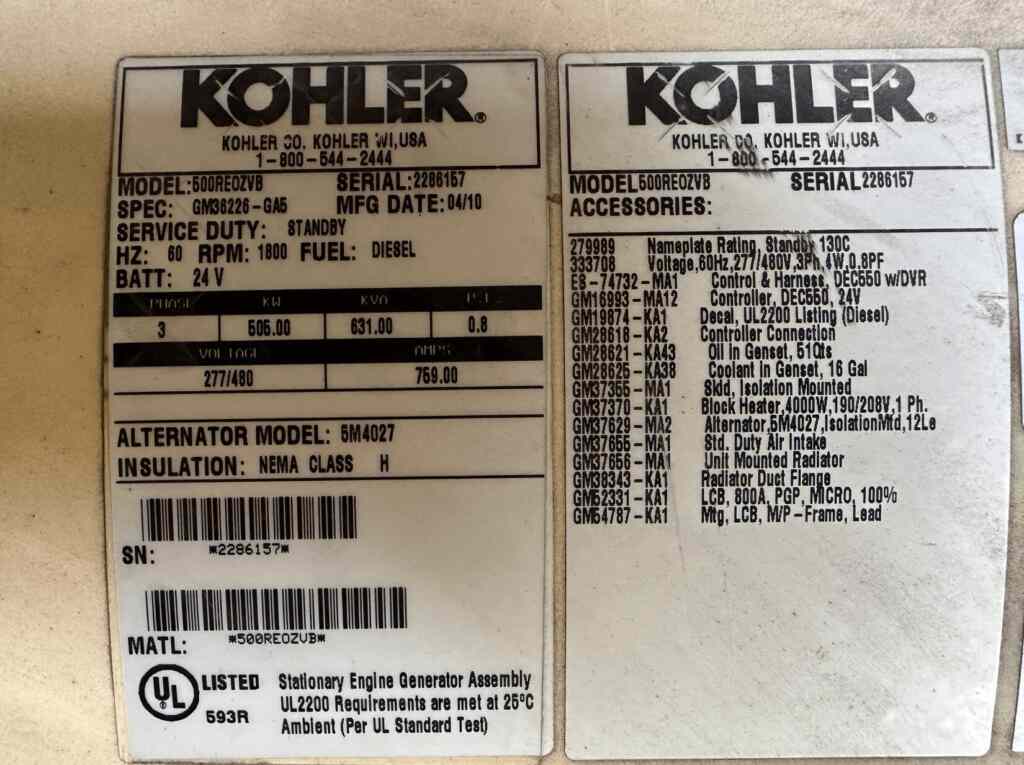 KOHLER®
KOHLER CO. KOHLER WI, USA
1-800-544-2444
MODEL: 500REOZVB SERIAL: 2286157
SPEC: GM36226-GA5 MFG DATE: 04/10
SERVICE DUTY: STANDBY
HZ: 60 RPM: 1800 FUEL: DIESEL
BATT: 24 V
PHASE KW KVA P.F.
3 505.00 631.00 0.8
VOLTAGE AMPS
277/480 759.00
ALTERNATOR MODEL: 5M4027
INSULATION: NEMA CLASS H
SN: *2286157*
MATL: *500REOZVB*
UL® LISTED
593R
Stationary Engine Generator Assembly
UL2200 Requirements are met at 25°C
Ambient (Per UL Standard Test)
KOHLER®
KOHLER CO. KOHLER WI, USA
1-800-544-2444
MODEL 500REOZVB SERIAL 2286157
ACCESSORIES:
279989 Nameplate Rating, Standby 130C
333708 Voltage,60Hz,277/480V,3Ph,4W,0.8PF
E8-74732-MA1 Control & Harness, DEC550 w/DVR
GM16993-MA12 Controller, DEC550, 24V
GM19874-KA1 Decal, UL2200 Listing (Diesel)
GM28618-KA2 Controller Connection
GM28621-KA43 Oil in Genset, 51Qts
GM28625-KA38 Coolant in Genset, 16 Gal
GM37355-MA1 Skid, Isolation Mounted
GM37370-KA1 Block Heater,4000W,190/208V,1 Ph.
GM37629-MA2 Alternator,5M4027,IsolationMtd,12Le
GM37655-MA1 Std. Duty Air Intake
GM37656-MA1 Unit Mounted Radiator
GM38343-KA1 Radiator Duct Flange
GM52331-KA1 LCB, 800A, PGP, MICRO, 100%
GM54787-KA1 Mtg, LCB, M/P-Frame, Lead